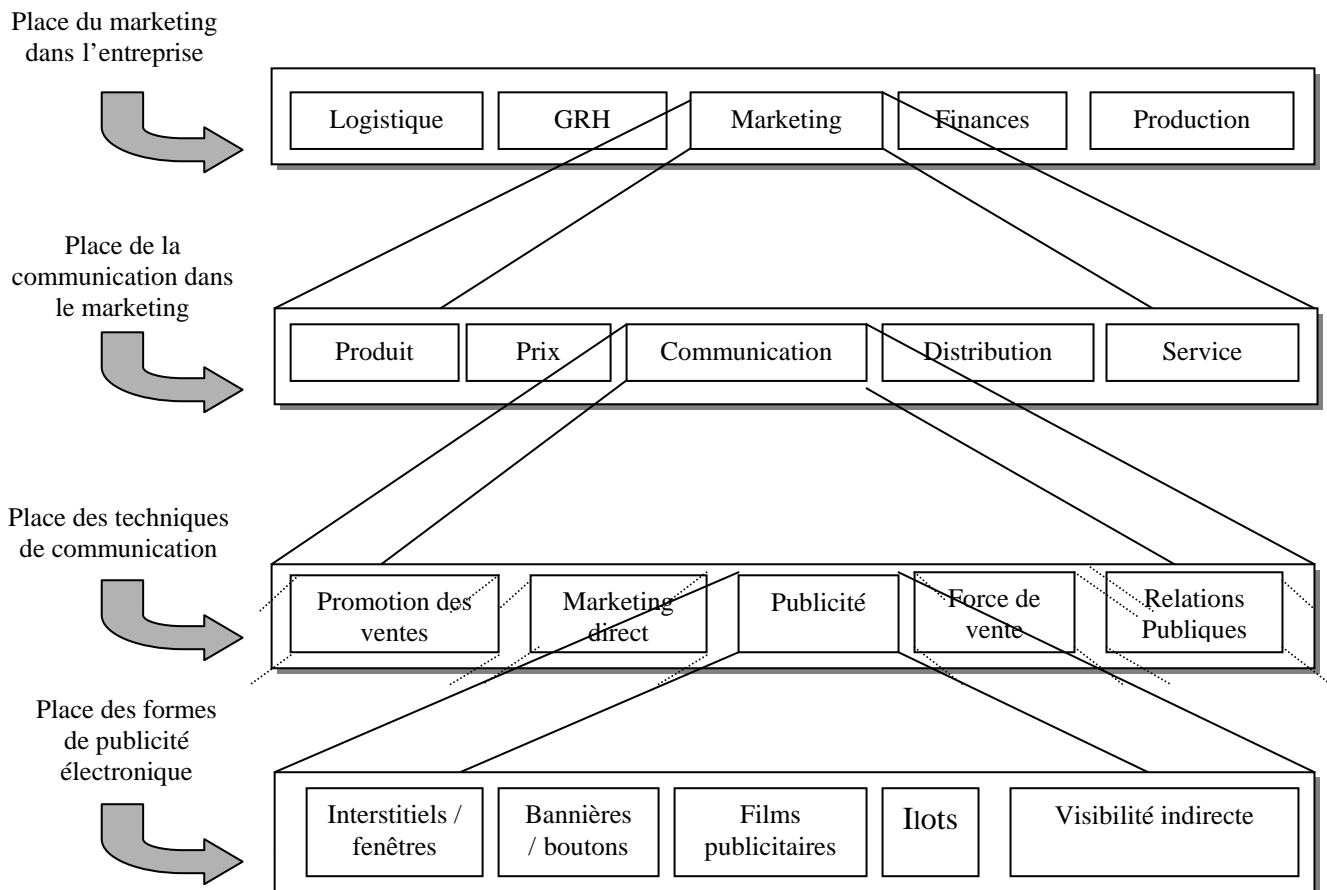 Place du marketing
dans l'entreprise
Logistique GRH Marketing Finances Production
Place de la
communication dans
le marketing
Produit Prix Communication Distribution Service
Place des techniques
de communication
Promotion des
ventes
Marketing
direct
Publicité
Force de
vente
Relations
Publiques
Place des formes
de publicité
électronique
Interstitiels /
fenêtres
Bannières
/ boutons
Films
publicitaires
Ilots
Visibilité indirecte